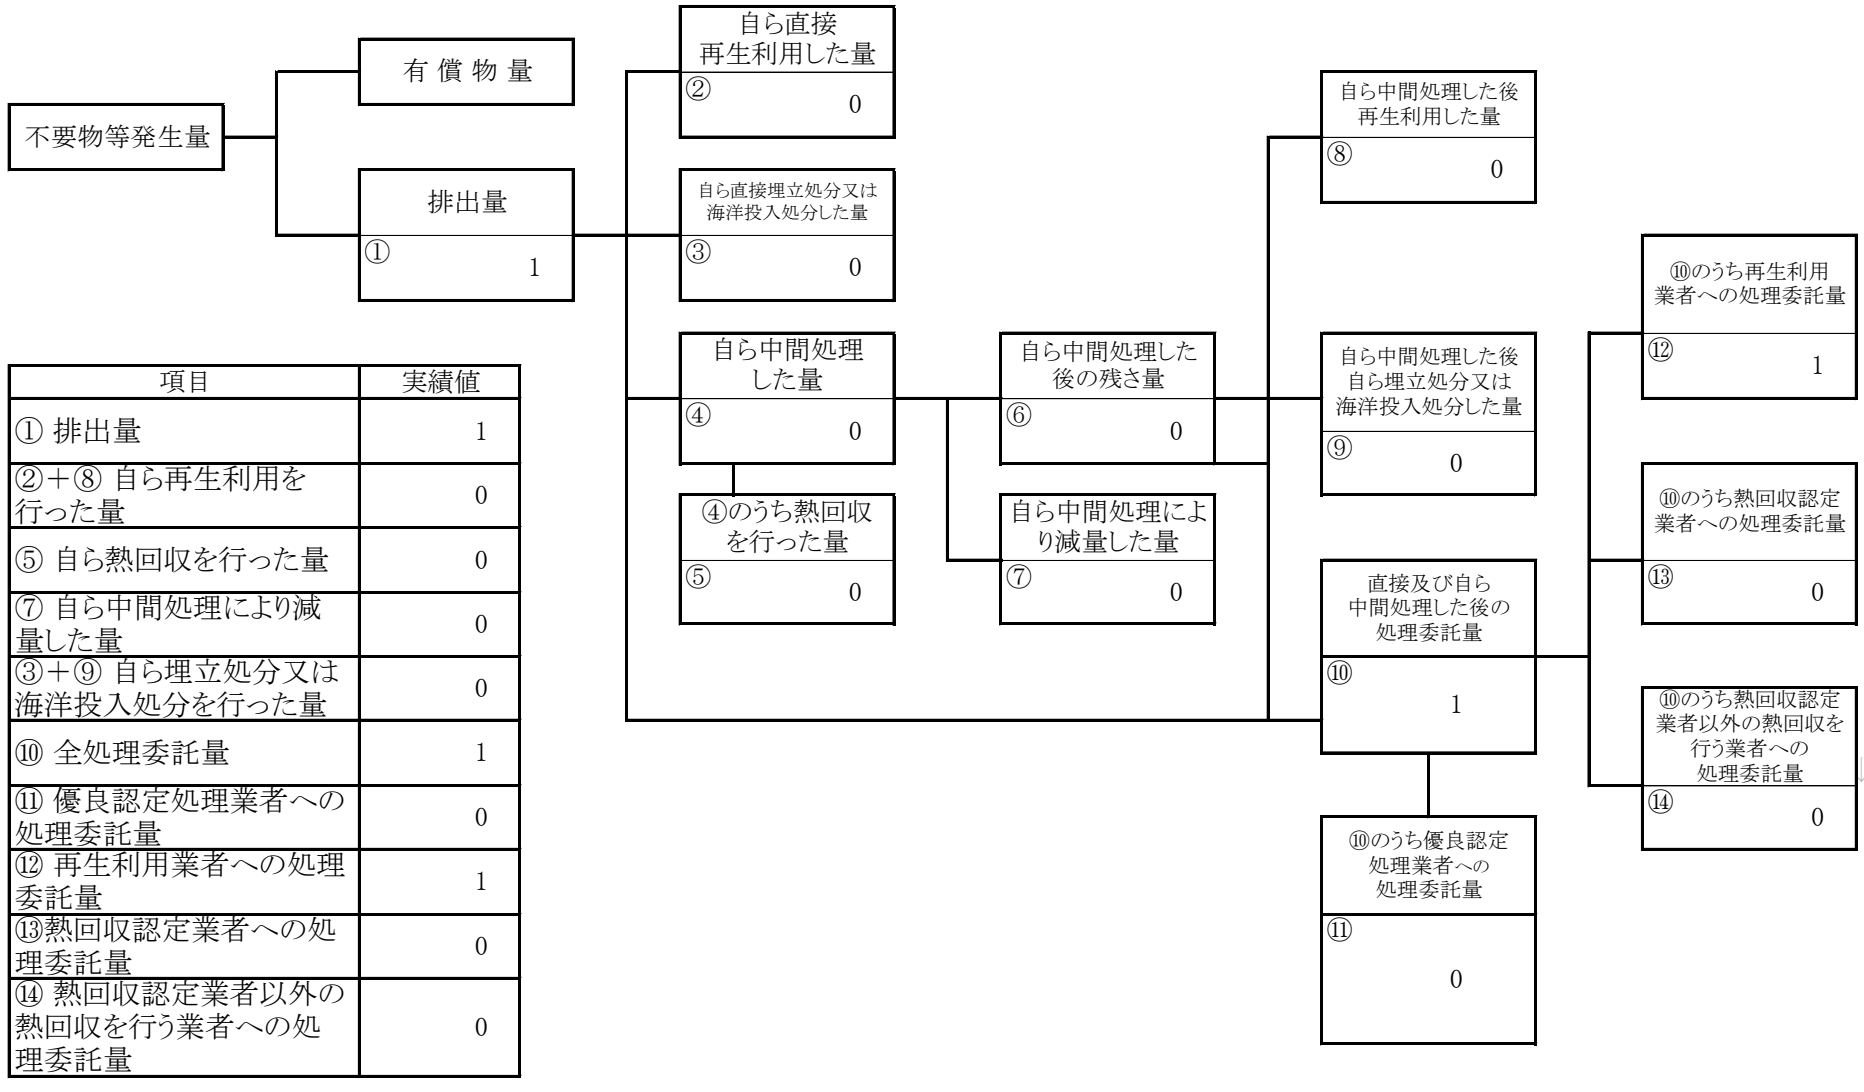 不要物等発生量
有償物量
排出量
①
1
自ら直接
再生利用した量
②
0
自ら直接埋立処分又は
海洋投入処分した量
③
0
自ら中間処理
した量
④
0
④のうち熱回収
を行った量
⑤
0
自ら中間処理した
後の残さ量
⑥
0
自ら中間処理によ
り減量した量
⑦
0
自ら中間処理した後
再生利用した量
⑧
0
自ら中間処理した後
自ら埋立処分又は
海洋投入処分した量
⑨
0
直接及び自ら
中間処理した後の
処理委託量
⑩
1
⑩のうち優良認定
処理業者への
処理委託量
⑪
0
⑩のうち再生利用
業者への処理委託量
⑫
1
⑩のうち熱回収認定
業者への処理委託量
⑬
0
⑩のうち熱回収認定
業者以外の熱回収を
行う業者への
処理委託量
⑭
0
↓
項目 実績値
① 排出量 1
②＋⑧ 自ら再生利用を
行った量 0
⑤ 自ら熱回収を行った量 0
⑦ 自ら中間処理により減
量した量 0
③＋⑨ 自ら埋立処分又は
海洋投入処分を行った量 0
⑩ 全処理委託量 1
⑪ 優良認定処理業者への
処理委託量 0
⑫ 再生利用業者への処理
委託量 1
⑬熱回収認定業者への処
理委託量 0
⑭ 熱回収認定業者以外の
熱回収を行う業者への処 0
理委託量